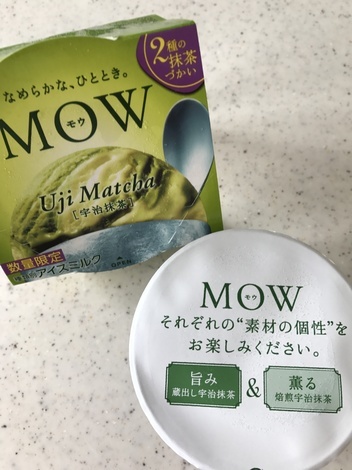 2種の
抹茶
づかい
なめらかな、ひととき。
MOW
モウ
Uji Matcha
[宇治抹茶]
数量限定
アイスミルク
OPEN
MOW
モウ
それぞれの“素材の個性”を
お楽しみください。
旨み
蔵出し宇治抹茶
&
薫る
焙煎宇治抹茶